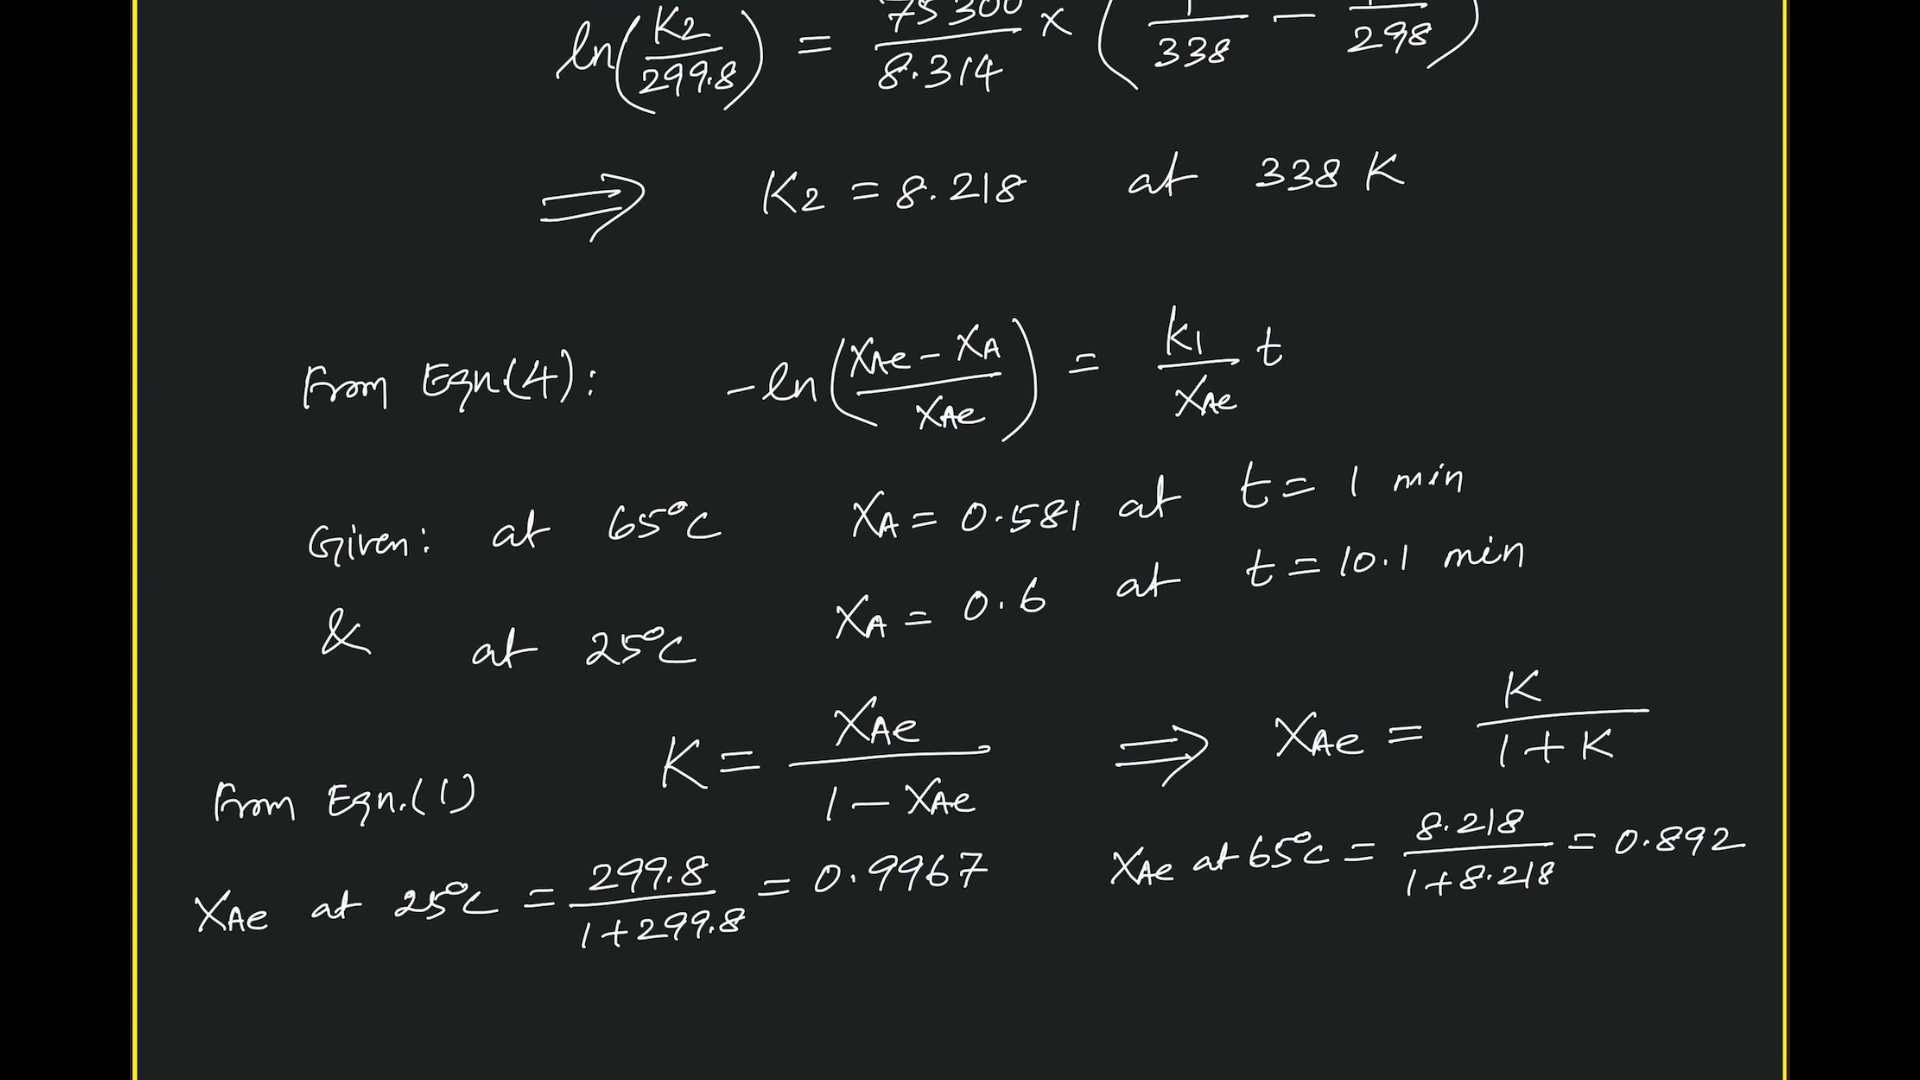 ln(K2/299.8) = 75300/8.314 × (1/338 − 1/298)
⟹ K2 = 8.218 at 338 K
From Eqn(4): −ln((XAe − XA)/XAe) = k1/XAe t
Given: at 65°C XA = 0.581 at t = 1 min
& at 25°C XA = 0.6 at t = 10.1 min
From Eqn.(1) K = XAe/(1 − XAe) ⟹ XAe = K/(1 + K)
XAe at 25°C = 299.8/(1+299.8) = 0.9967 XAe at 65°C = 8.218/(1+8.218) = 0.892